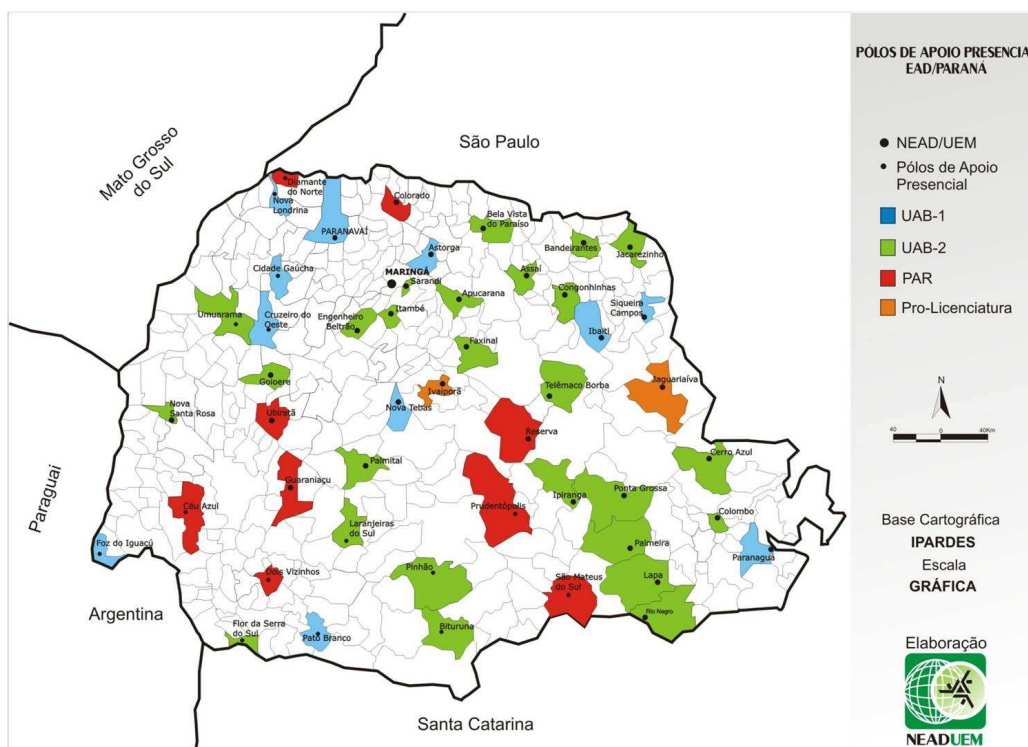 PÓLOS DE APOIO PRESENCIA
EAD/PARANÁ
NEAD/UEM
Pólos de Apoio
Presencial
UAB-1
UAB-2
PAR
Pro-Licenciatura
N
40
0
40Km
Base Cartográfica
IPARDES
Escala
GRÁFICA
Elaboração
NEADUEM
Mato Grosso
do Sul
São Paulo
Paraguai
Argentina
Santa Catarina
Diamante
do Norte
Nova
Londrina
PARANAVAÍ
Colorado
Bela Vista
do Paraíso
Bandeirantes
Jacarezinho
Astorga
Cidade Gaúcha
MARINGÁ
Sarandi
Assaí
Apucarana
Congonhinhas
Siqueira
Campos
Umuarama
Cruzeiro do
Oeste
Engenheiro
Beltrão
Itambé
Ibaiti
Faxinal
Goioere
Ivaiporã
Telêmaco Borba
Jaguariaíva
Nova
Santa Rosa
Ubiratã
Nova Tebas
Reserva
Palmital
Cerro Azul
Guaraniaçu
Ponta Grossa
Ipiranga
Céu Azul
Prudentópolis
Colombo
Laranjeiras
do Sul
Foz do Iguaçú
Palmeira
Paranaguá
Dois Vizinhos
Pinhão
São Mateus
do Sul
Lapa
Rio Negro
Flor da Serra
do Sul
Pato Branco
Bituruna